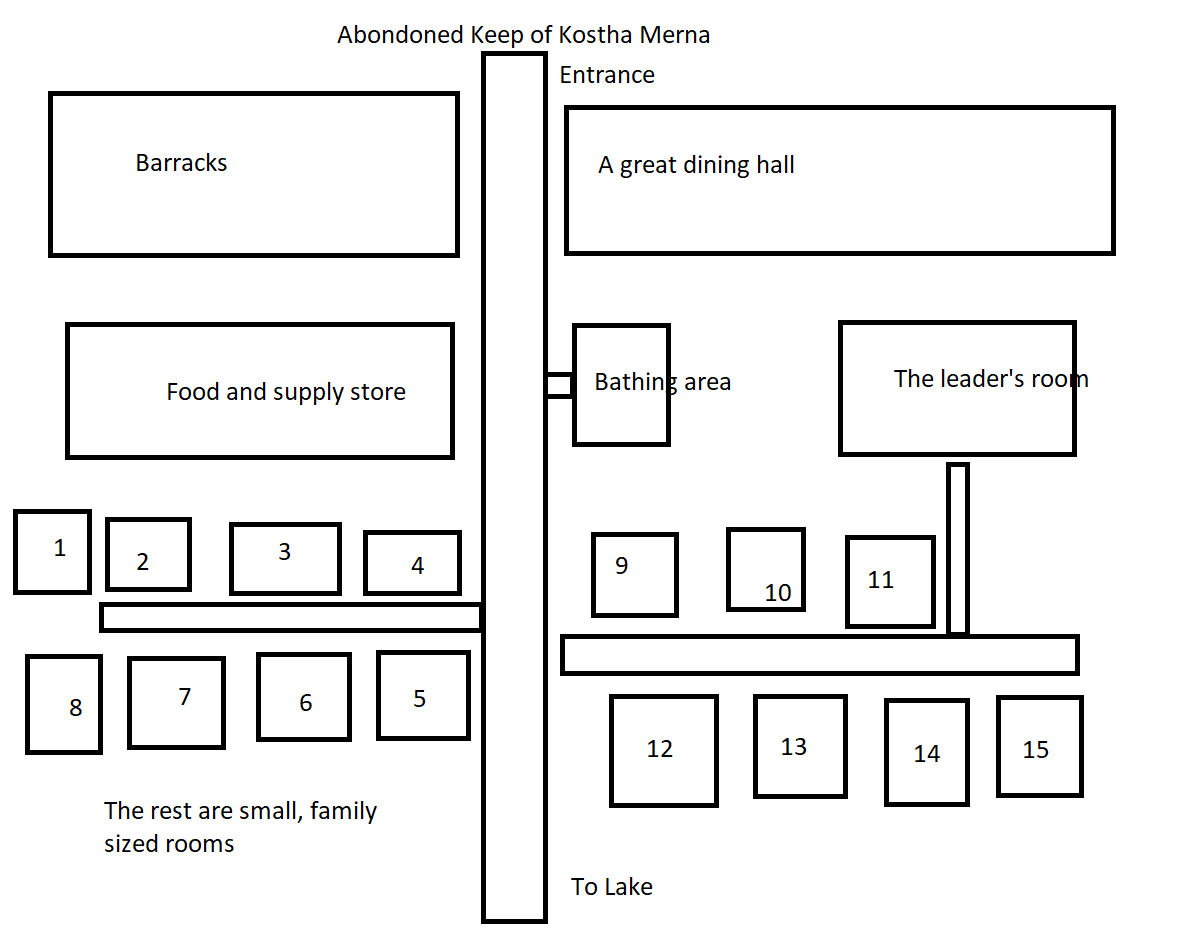 Abondoned Keep of Kostha Merna
Entrance
Barracks
A great dining hall
Food and supply store
Bathing area
The leader's room
1
2
3
4
9
10
11
8
7
6
5
12
13
14
15
The rest are small, family
sized rooms
To Lake